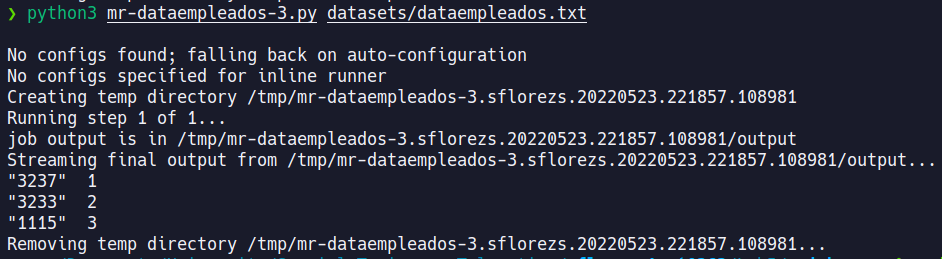 ❯ python3 mr-dataempleados-3.py datasets/dataempleados.txt
No configs found; falling back on auto-configuration
No configs specified for inline runner
Creating temp directory /tmp/mr-dataempleados-3.sflorezs.20220523.221857.108981
Running step 1 of 1...
job output is in /tmp/mr-dataempleados-3.sflorezs.20220523.221857.108981/output
Streaming final output from /tmp/mr-dataempleados-3.sflorezs.20220523.221857.108981/output...
"3237" 1
"3233" 2
"1115" 3
Removing temp directory /tmp/mr-dataempleados-3.sflorezs.20220523.221857.108981...